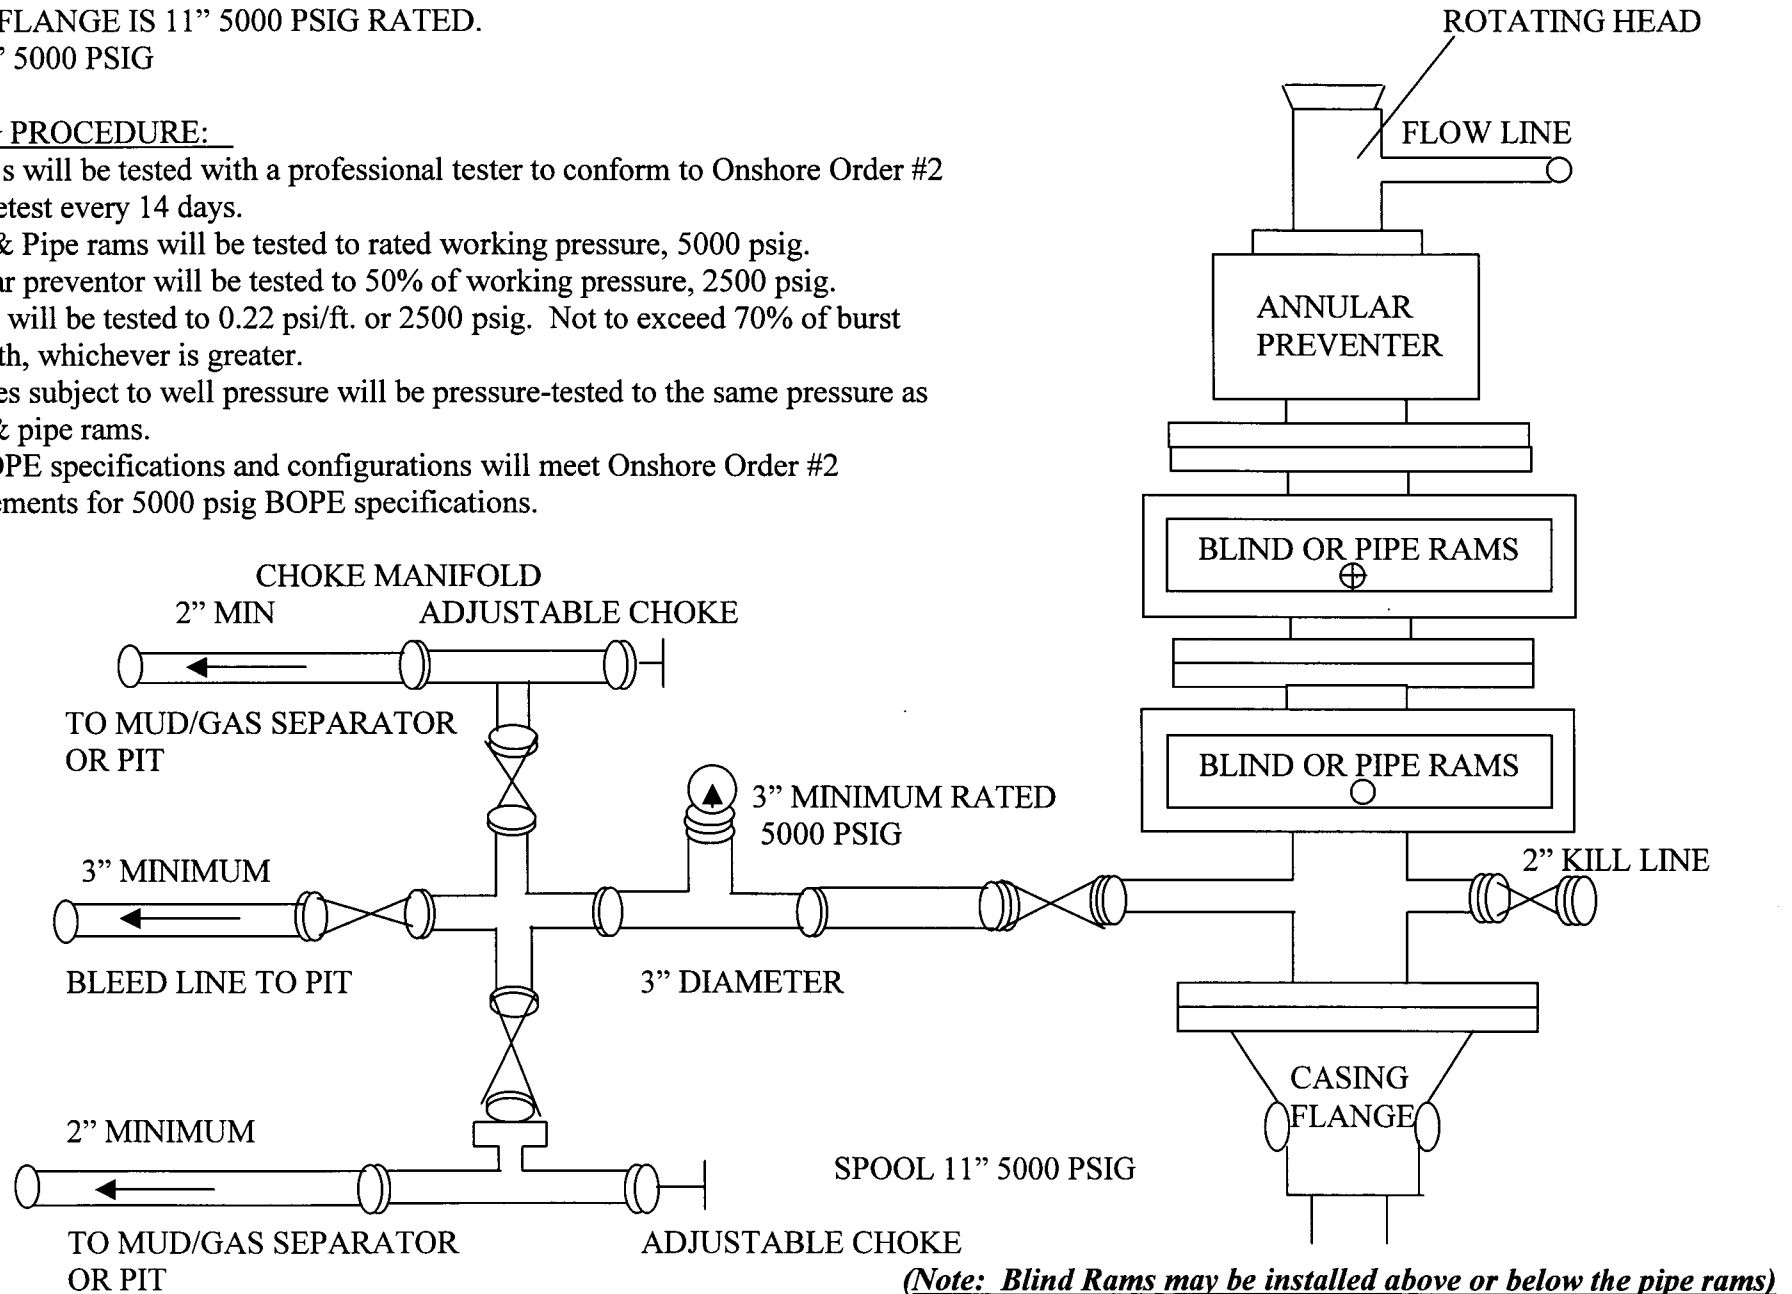 FLANGE IS 11” 5000 PSIG RATED.
” 5000 PSIG
PROCEDURE:
s will be tested with a professional tester to conform to Onshore Order #2
etest every 14 days.
& Pipe rams will be tested to rated working pressure, 5000 psig.
ar preventor will be tested to 50% of working pressure, 2500 psig.
will be tested to 0.22 psi/ft. or 2500 psig. Not to exceed 70% of burst
th, whichever is greater.
es subject to well pressure will be pressure-tested to the same pressure as
& pipe rams.
OPE specifications and configurations will meet Onshore Order #2
ements for 5000 psig BOPE specifications.
ROTATING HEAD
FLOW LINE
ANNULAR
PREVENTER
BLIND OR PIPE RAMS
BLIND OR PIPE RAMS
2” KILL LINE
CASING
FLANGE
CHOKE MANIFOLD
2” MIN
ADJUSTABLE CHOKE
TO MUD/GAS SEPARATOR
OR PIT
3” MINIMUM RATED
5000 PSIG
3” MINIMUM
BLEED LINE TO PIT
3” DIAMETER
2” MINIMUM
SPOOL 11” 5000 PSIG
TO MUD/GAS SEPARATOR
OR PIT
ADJUSTABLE CHOKE
(Note: Blind Rams may be installed above or below the pipe rams)